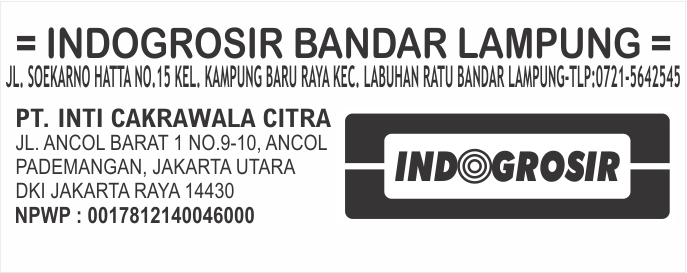 = INDOGROSIR BANDAR LAMPUNG =
JL. SOEKARNO HATTA NO.15 KEL. KAMPUNG BARU RAYA KEC. LABUHAN RATU BANDAR LAMPUNG-TLP:0721-5642545
PT. INTI CAKRAWALA CITRA
JL. ANCOL BARAT 1 NO.9-10, ANCOL
PADEMANGAN, JAKARTA UTARA
DKI JAKARTA RAYA 14430
NPWP : 0017812140046000
INDOGROSIR